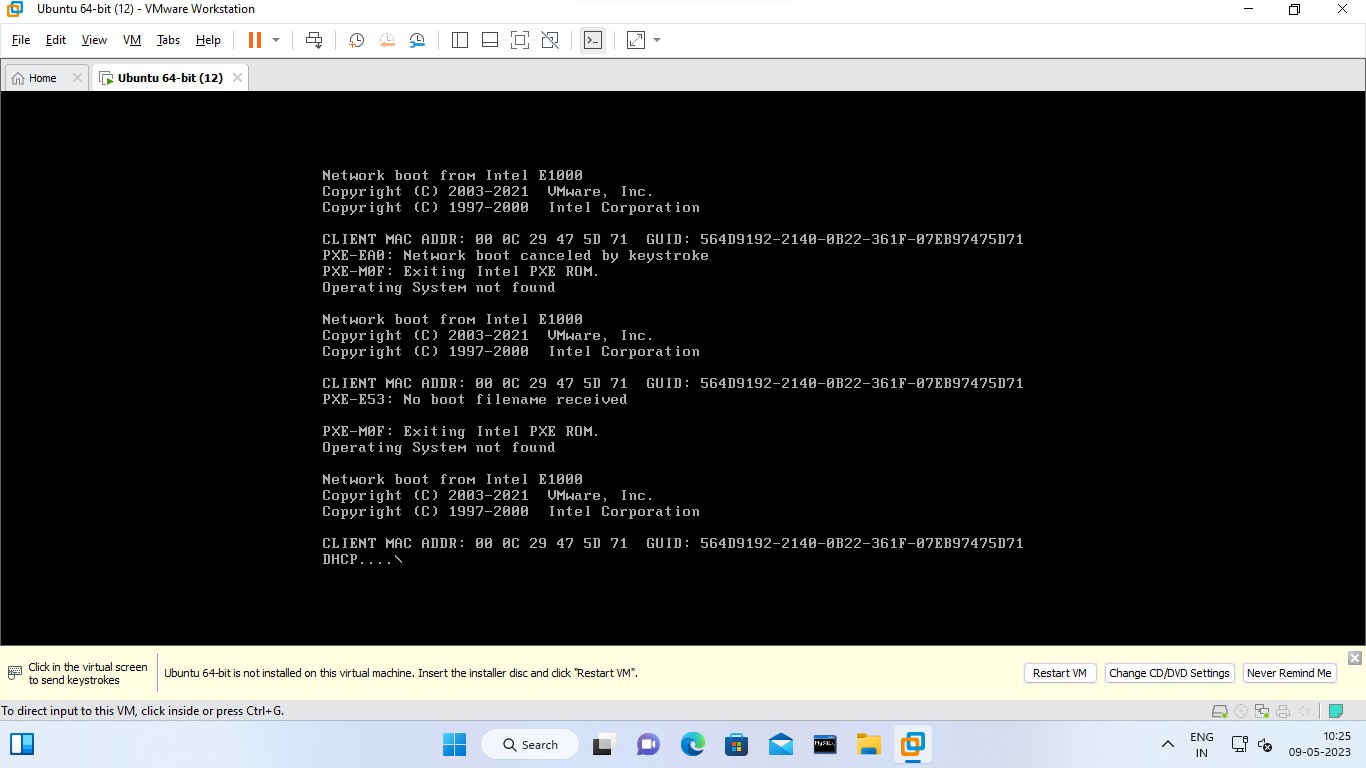 Ubuntu 64-bit (12) - VMware Workstation
File Edit View VM Tabs Help
Home Ubuntu 64-bit (12)
Network boot from Intel E1000
Copyright (C) 2003-2021 VMware, Inc.
Copyright (C) 1997-2000 Intel Corporation
CLIENT MAC ADDR: 00 0C 29 47 5D 71 GUID: 564D9192-2140-0B22-361F-07EB97475D71
PXE-EA0: Network boot canceled by keystroke
PXE-M0F: Exiting Intel PXE ROM.
Operating System not found
Network boot from Intel E1000
Copyright (C) 2003-2021 VMware, Inc.
Copyright (C) 1997-2000 Intel Corporation
CLIENT MAC ADDR: 00 0C 29 47 5D 71 GUID: 564D9192-2140-0B22-361F-07EB97475D71
PXE-E53: No boot filename received
PXE-M0F: Exiting Intel PXE ROM.
Operating System not found
Network boot from Intel E1000
Copyright (C) 2003-2021 VMware, Inc.
Copyright (C) 1997-2000 Intel Corporation
CLIENT MAC ADDR: 00 0C 29 47 5D 71 GUID: 564D9192-2140-0B22-361F-07EB97475D71
DHCP....\
Click in the virtual screen
to send keystrokes
Ubuntu 64-bit is not installed on this virtual machine. Insert the installer disc and click "Restart VM".
Restart VM Change CD/DVD Settings Never Remind Me
To direct input to this VM, click inside or press Ctrl+G.
Search
MySQL
ENG
IN
10:25
09-05-2023